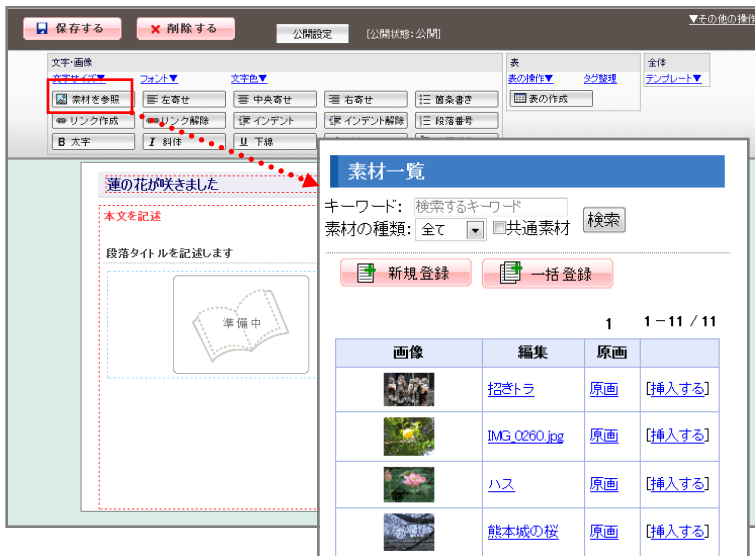 ▼その他の操作
保存する 削除する 公開設定 [公開状態:公開]
文字・画像 表 全体
文字サイズ▼ フォント▼ 文字色▼ 表の操作▼ タグ整理 テンプレート▼
素材を参照 左寄せ 中央寄せ 右寄せ 箇条書き 表の作成
リンク作成 リンク解除 インデント インデント解除 段落番号
B 太字 I 斜体 U 下線
蓮の花が咲きました
本文を記述
段落タイトルを記述します
準備中
素材一覧
キーワード: 検索するキーワード
素材の種類: 全て 共通素材 検索
新規登録 一括登録
1 1-11 / 11
画像 編集 原画
招きトラ 原画 [挿入する]
IMG_0260.jpg 原画 [挿入する]
ハス 原画 [挿入する]
熊本城の桜 原画 [挿入する]